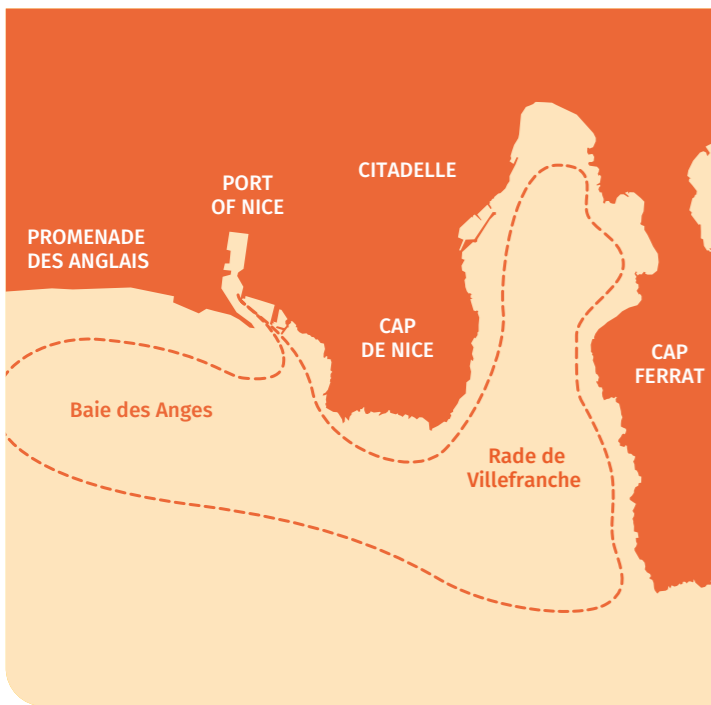 CITADELLE
PORT
OF NICE
PROMENADE
DES ANGLAIS
CAP
DE NICE
CAP
FERRAT
Baie des Anges
Rade de
Villefranche